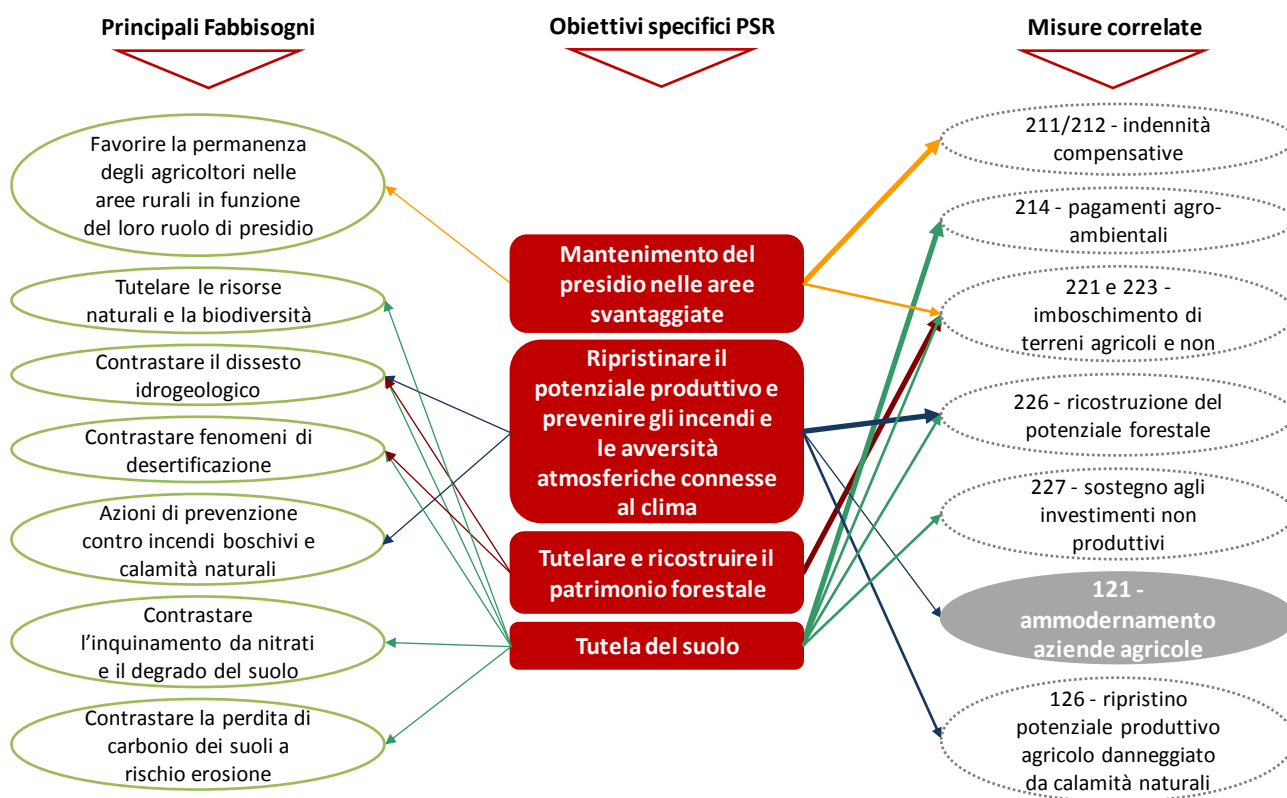 Principali Fabbisogni
Obiettivi specifici PSR
Misure correlate
Favorire la permanenza
degli agricoltori nelle
aree rurali in funzione
del loro ruolo di presidio
Tutelare le risorse
naturali e la biodiversità
Contrastare il dissesto
idrogeologico
Contrastare fenomeni di
desertificazione
Azioni di prevenzione
contro incendi boschivi e
calamità naturali
Contrastare
l’inquinamento da nitrati
e il degrado del suolo
Contrastare la perdita di
carbonio dei suoli a
rischio erosione
Mantenimento del
presidio nelle aree
svantaggiate
Ripristinare il
potenziale produttivo e
prevenire gli incendi e
le avversità
atmosferiche connesse
al clima
Tutelare e ricostruire il
patrimonio forestale
Tutela del suolo
211/212 - indennità
compensative
214 - pagamenti agro-
ambientali
221 e 223 -
imboschimento di
terreni agricoli e non
226 - ricostruzione del
potenziale forestale
227 - sostegno agli
investimenti non
produttivi
121 -
ammodernamento
aziende agricole
126 - ripristino
potenziale produttivo
agricolo danneggiato
da calamità naturali